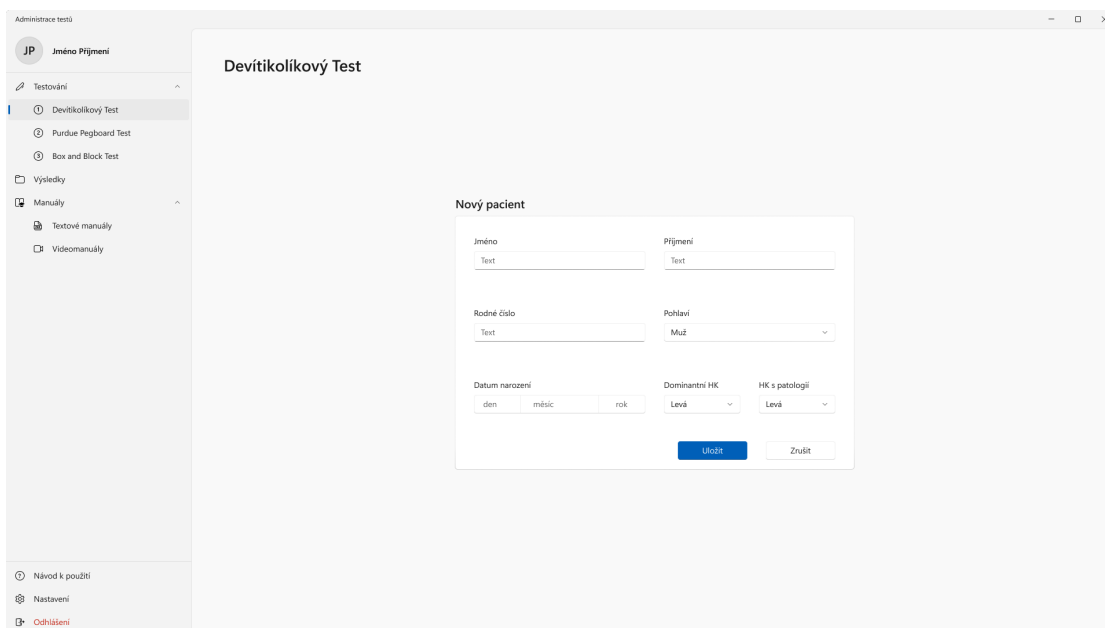 Administrace testů
JP Jméno Příjmení
Testování
1 Devítikolíkový Test
2 Purdue Pegboard Test
3 Box and Block Test
Výsledky
Manuály
Textové manuály
Videomanuály
Návod k použití
Nastavení
Odhlášení
Devítikolíkový Test
Nový pacient
Jméno Příjmení
Text Text
Rodné číslo Pohlaví
Text Muž
Datum narození Dominantní HK HK s patologií
den měsíc rok Levá Levá
Uložit Zrušit